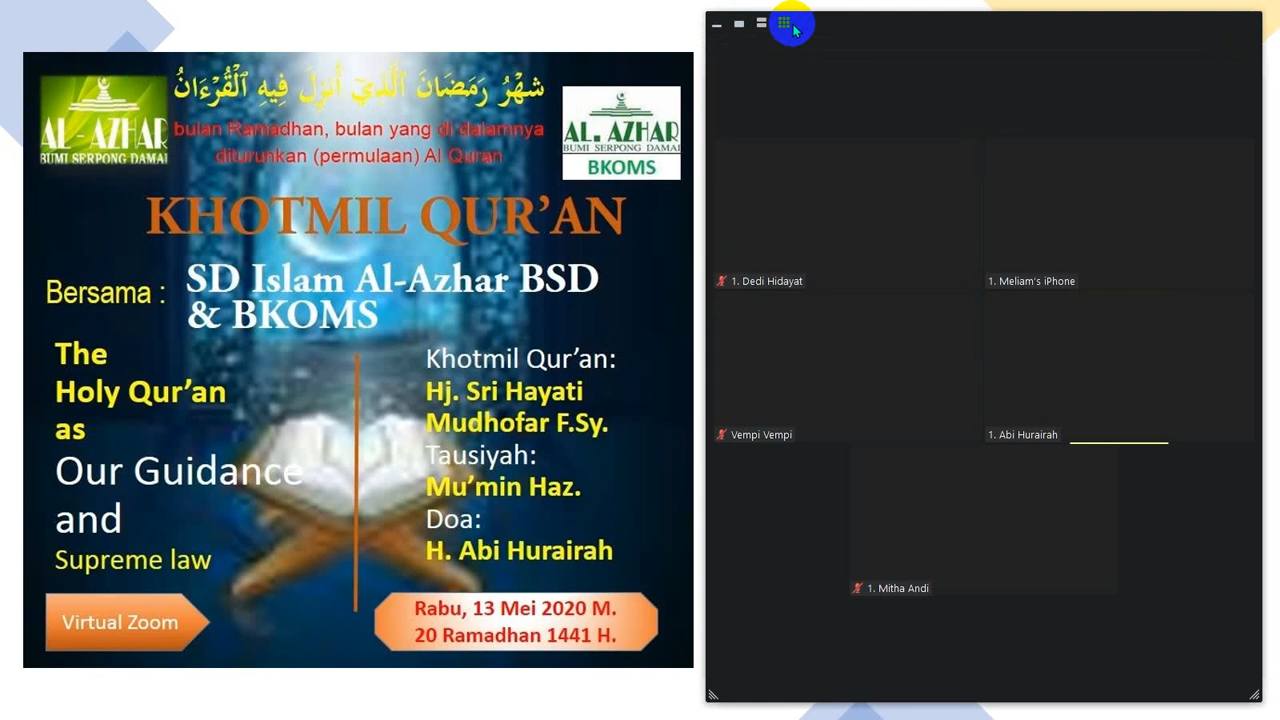 شَهْرُ رَمَضَانَ ٱلَّذِيٓ أُنزِلَ فِيهِ ٱلْقُرْءَانُ
bulan Ramadhan, bulan yang di dalamnya
diturunkan (permulaan) Al Quran
AL-AZHAR
BUMI SERPONG DAMAI
AL. AZHAR
BUMI SERPONG DAMAI
BKOMS
KHOTMIL QUR’AN
Bersama :
SD Islam Al-Azhar BSD
& BKOMS
The
Holy Qur’an
as
Our Guidance
and
Supreme law
Khotmil Qur’an:
Hj. Sri Hayati
Mudhofar F.Sy.
Tausiyah:
Mu’min Haz.
Doa:
H. Abi Hurairah
Virtual Zoom
Rabu, 13 Mei 2020 M.
20 Ramadhan 1441 H.
1. Dedi Hidayat
1. Meliam's iPhone
Vempi Vempi
1. Abi Hurairah
1. Mitha Andi